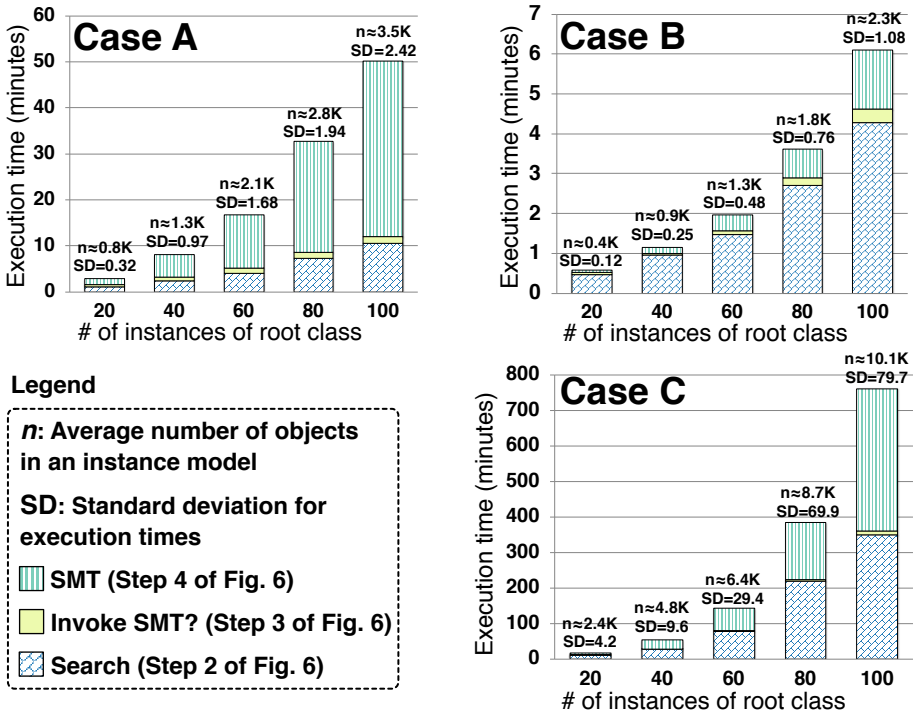 Case A
Execution time (minutes)
60
50
40
30
20
10
0
n≈0.8K
SD=0.32
n≈1.3K
SD=0.97
n≈2.1K
SD=1.68
n≈2.8K
SD=1.94
n≈3.5K
SD=2.42
20 40 60 80 100
# of instances of root class
Case B
Execution time (minutes)
7
6
5
4
3
2
1
0
n≈0.4K
SD=0.12
n≈0.9K
SD=0.25
n≈1.3K
SD=0.48
n≈1.8K
SD=0.76
n≈2.3K
SD=1.08
20 40 60 80 100
# of instances of root class
Legend
n: Average number of objects
in an instance model
SD: Standard deviation for
execution times
SMT (Step 4 of Fig. 6)
Invoke SMT? (Step 3 of Fig. 6)
Search (Step 2 of Fig. 6)
Case C
Execution time (minutes)
800
700
600
500
400
300
200
100
0
n≈2.4K
SD=4.2
n≈4.8K
SD=9.6
n≈6.4K
SD=29.4
n≈8.7K
SD=69.9
n≈10.1K
SD=79.7
20 40 60 80 100
# of instances of root class